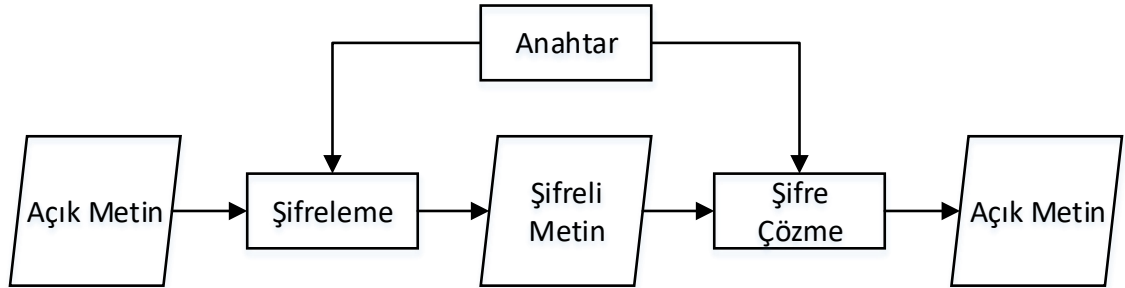 Anahtar
Açık Metin
Şifreleme
Şifreli
Metin
Şifre
Çözme
Açık Metin